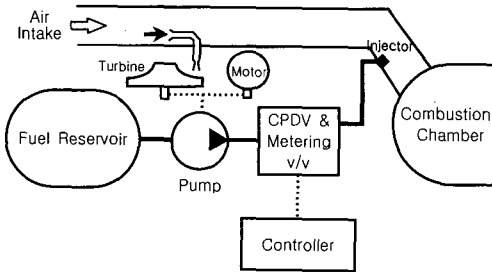 Air
Intake
Injector
Turbine
Motor
Fuel Reservoir
CPDV &
Metering
v/v
Combustion
Chamber
Pump
Controller